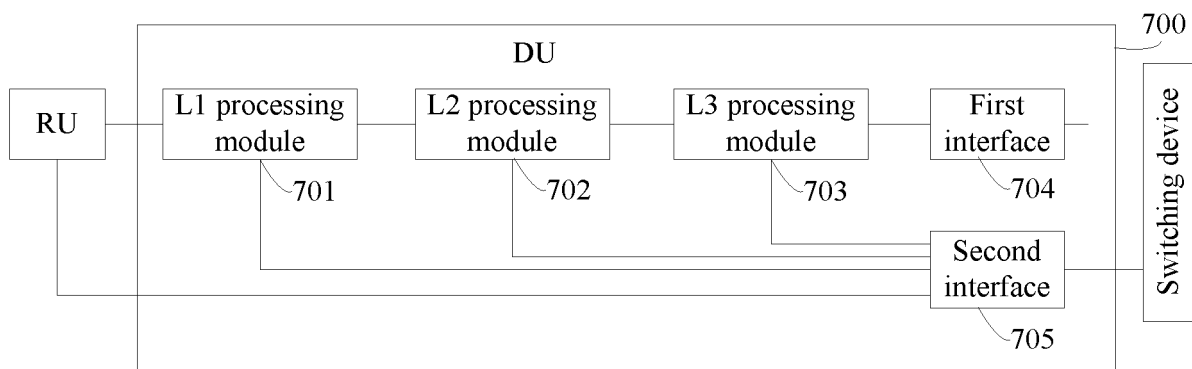 700
DU
RU
L1 processing
module
L2 processing
module
L3 processing
module
First
interface
701
702
703
704
Second
interface
705
Switching device